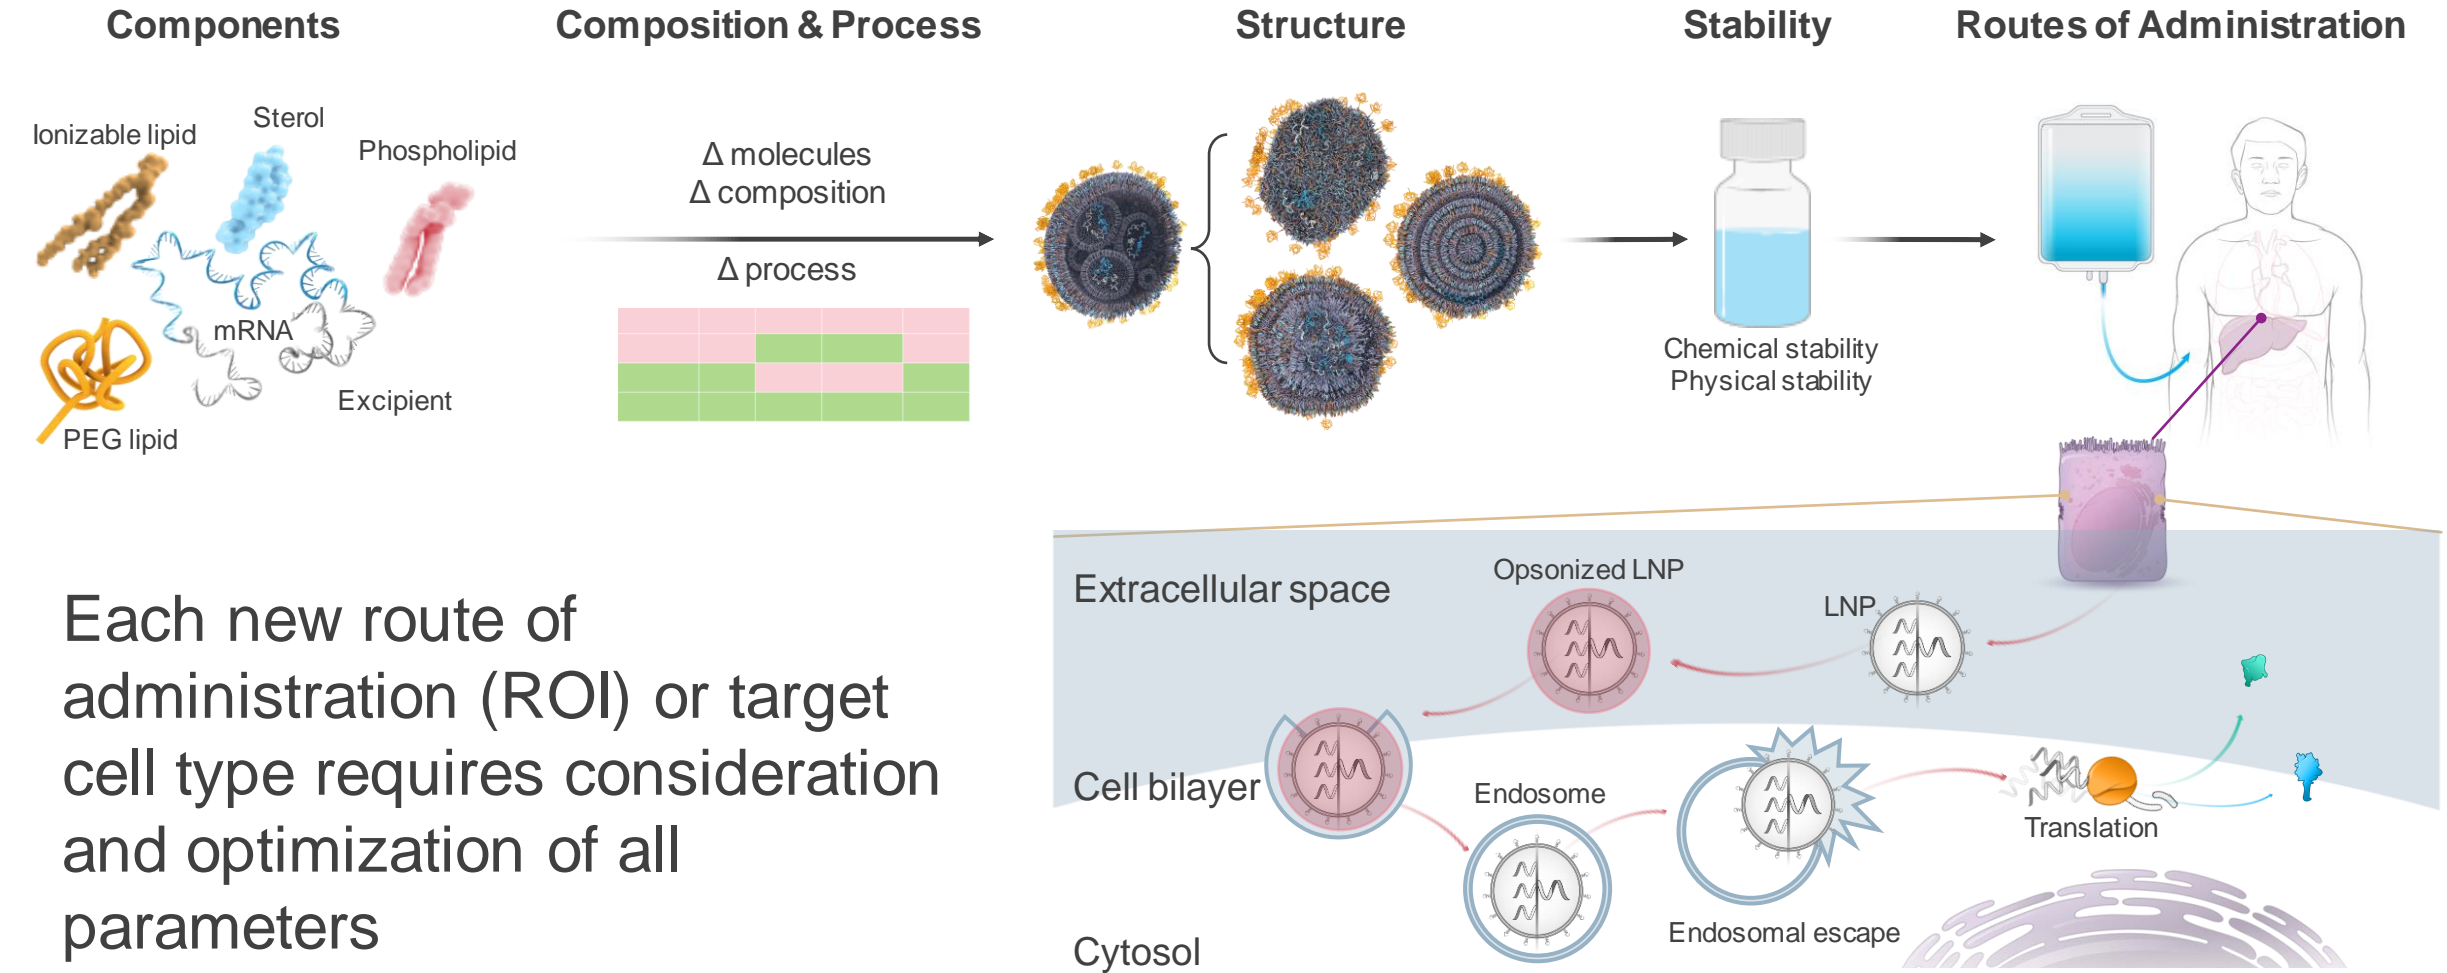 Components
Composition & Process
Structure
Stability
Routes of Administration
Ionizable lipid
Sterol
Phospholipid
mRNA
Excipient
PEG lipid
Δ molecules
Δ composition
Δ process
Chemical stability
Physical stability
Each new route of
administration (ROI) or target
cell type requires consideration
and optimization of all
parameters
Extracellular space
Opsonized LNP
LNP
Cell bilayer
Endosome
Endosomal escape
Translation
Cytosol